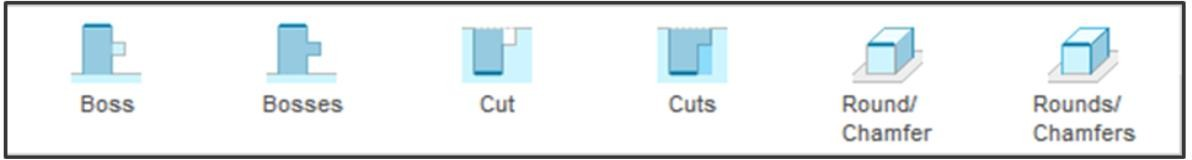 Boss
Bosses
Cut
Cuts
Round/
Chamfer
Rounds/
Chamfers